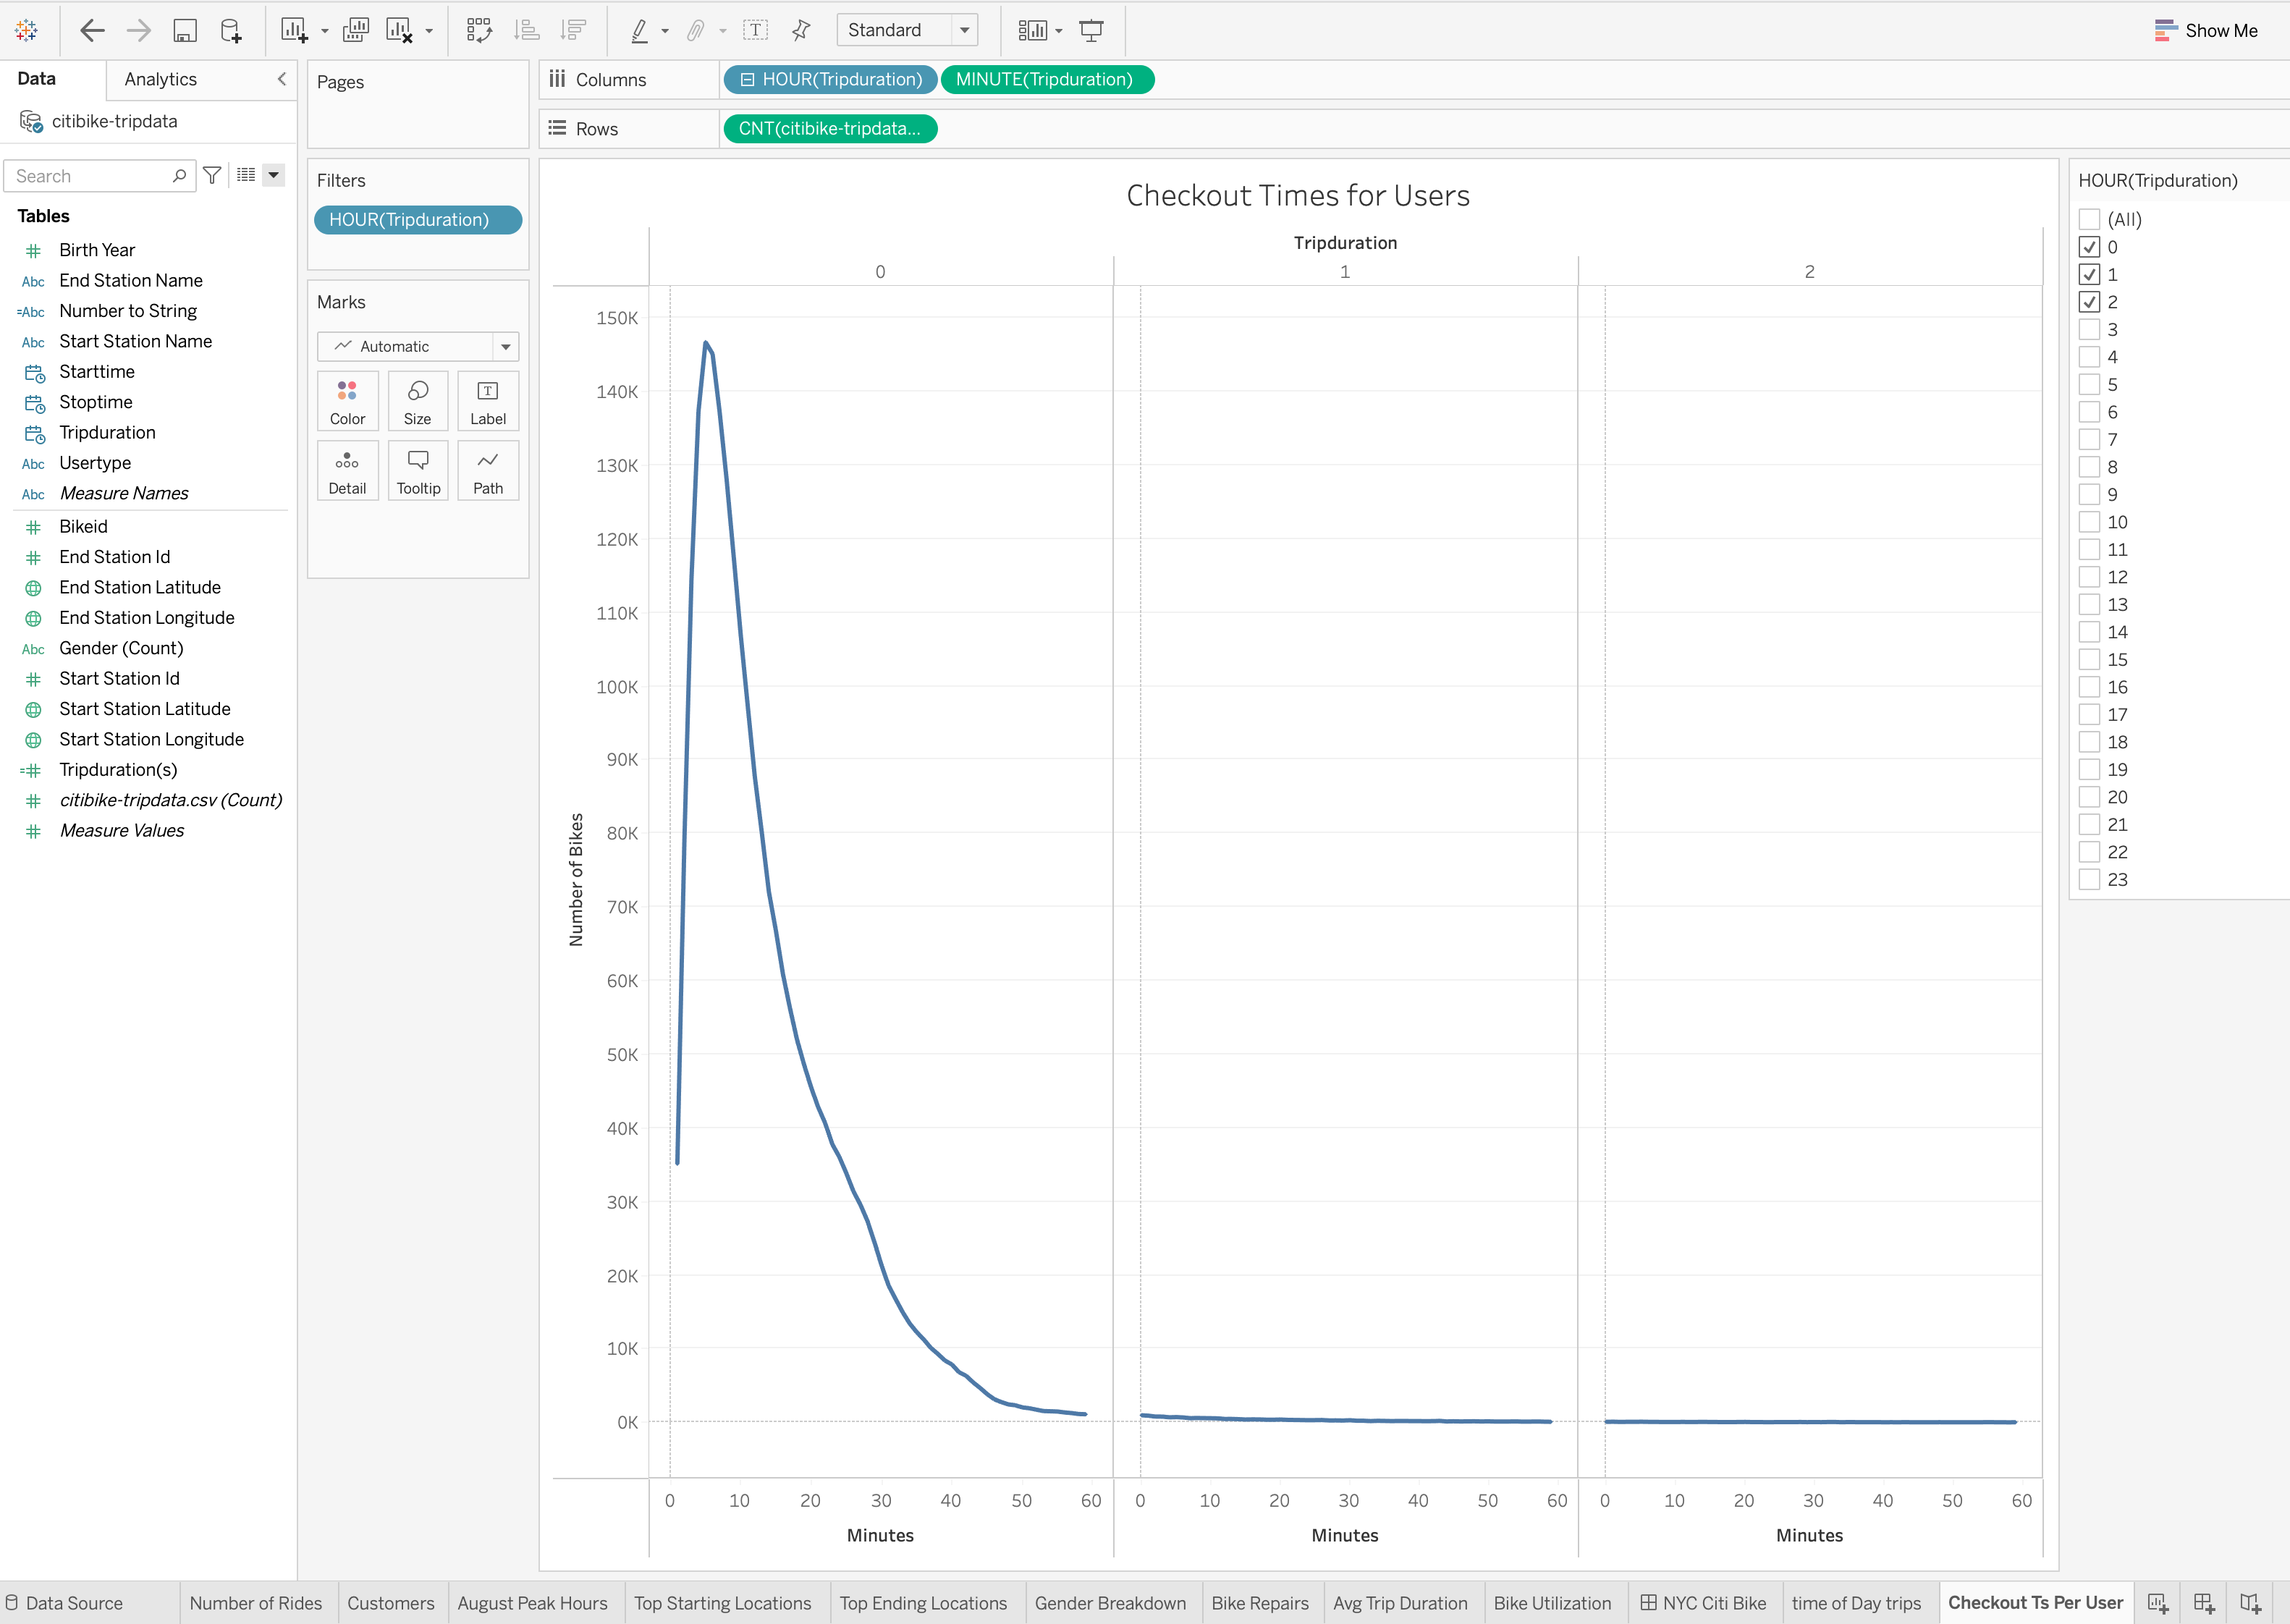 Standard
Show Me
Data
Analytics
citibike-tripdata
Search
Tables
Birth Year
Abc End Station Name
=Abc Number to String
Abc Start Station Name
Starttime
Stoptime
Tripduration
Abc Usertype
Abc Measure Names
Bikeid
End Station Id
End Station Latitude
End Station Longitude
Abc Gender (Count)
Start Station Id
Start Station Latitude
Start Station Longitude
Tripduration(s)
citibike-tripdata.csv (Count)
Measure Values
Pages
Filters
HOUR(Tripduration)
Marks
Automatic
Color Size Label
Detail Tooltip Path
Columns HOUR(Tripduration) MINUTE(Tripduration)
Rows CNT(citibike-tripdata...
Checkout Times for Users
Tripduration
0 1 2
150K
140K
130K
120K
110K
100K
90K
80K
70K
60K
50K
40K
30K
20K
10K
0K
Number of Bikes
0 10 20 30 40 50 60 0 10 20 30 40 50 60 0 10 20 30 40 50 60
Minutes Minutes Minutes
HOUR(Tripduration)
(All)
0
1
2
3
4
5
6
7
8
9
10
11
12
13
14
15
16
17
18
19
20
21
22
23
Data Source Number of Rides Customers August Peak Hours Top Starting Locations Top Ending Locations Gender Breakdown Bike Repairs Avg Trip Duration Bike Utilization NYC Citi Bike time of Day trips Checkout Ts Per User